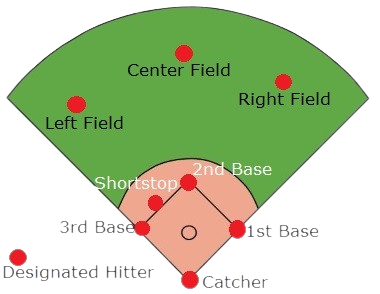 Center Field
Right Field
Left Field
2nd Base
Shortstop
3rd Base
1st Base
Designated Hitter
Catcher